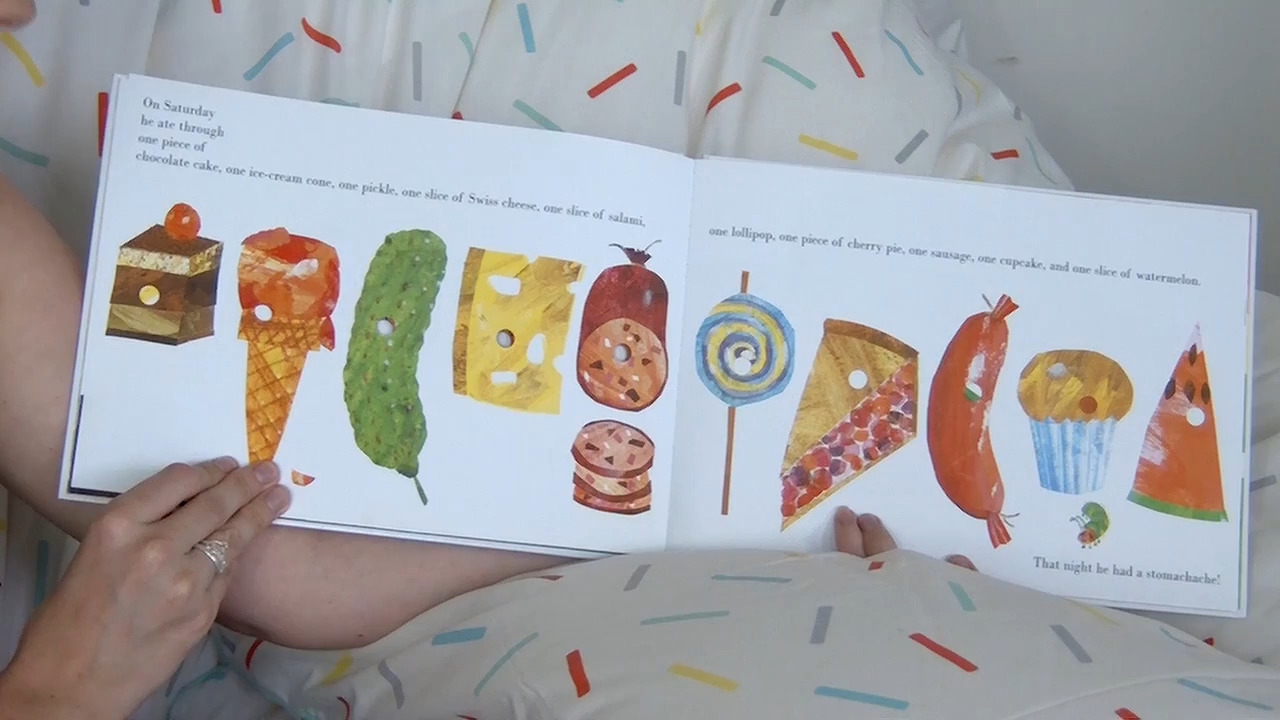 On Saturday
he ate through
one piece of
chocolate cake, one ice-cream cone, one pickle, one slice of Swiss cheese, one slice of salami,
one lollipop, one piece of cherry pie, one sausage, one cupcake, and one slice of watermelon.
That night he had a stomachache!